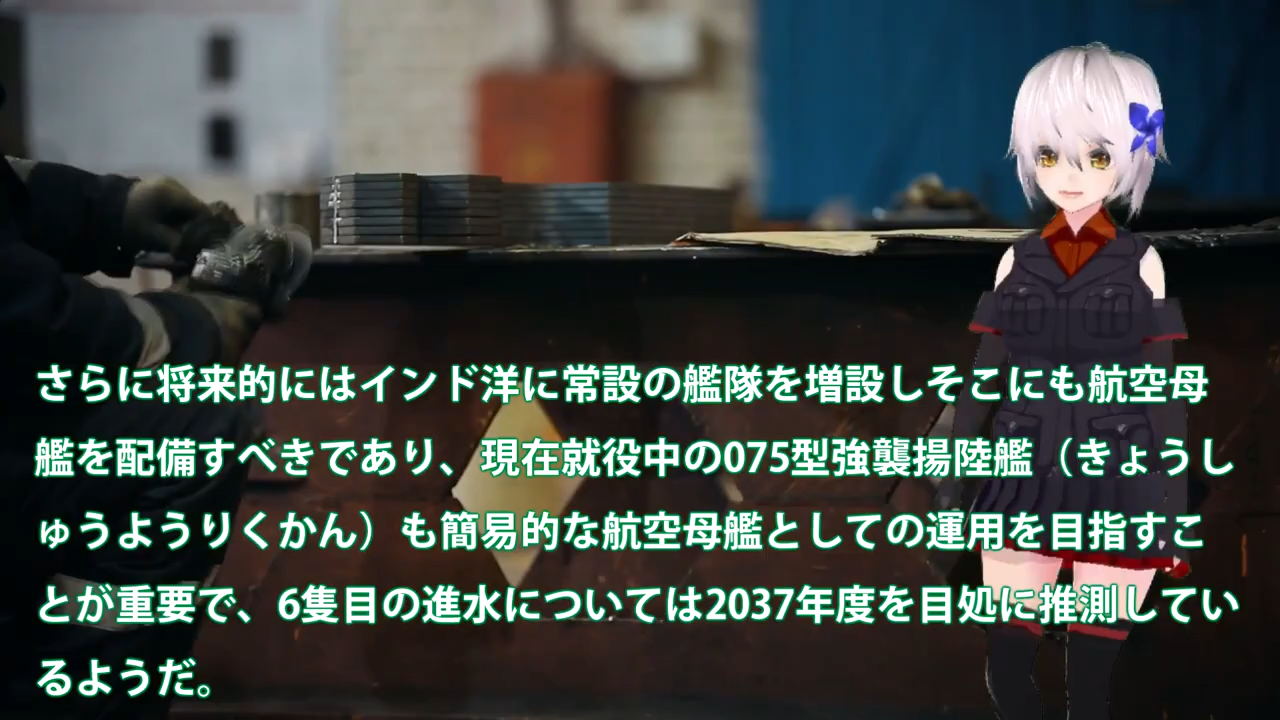 さらに将来的にはインド洋に常設の艦隊を増設しそこにも航空母
艦を配備すべきであり、現在就役中の075型強襲揚陸艦（きょうし
ゅうようりくかん）も簡易的な航空母艦としての運用を目指すこ
とが重要で、6隻目の進水については2037年度を目処に推測してい
るようだ。